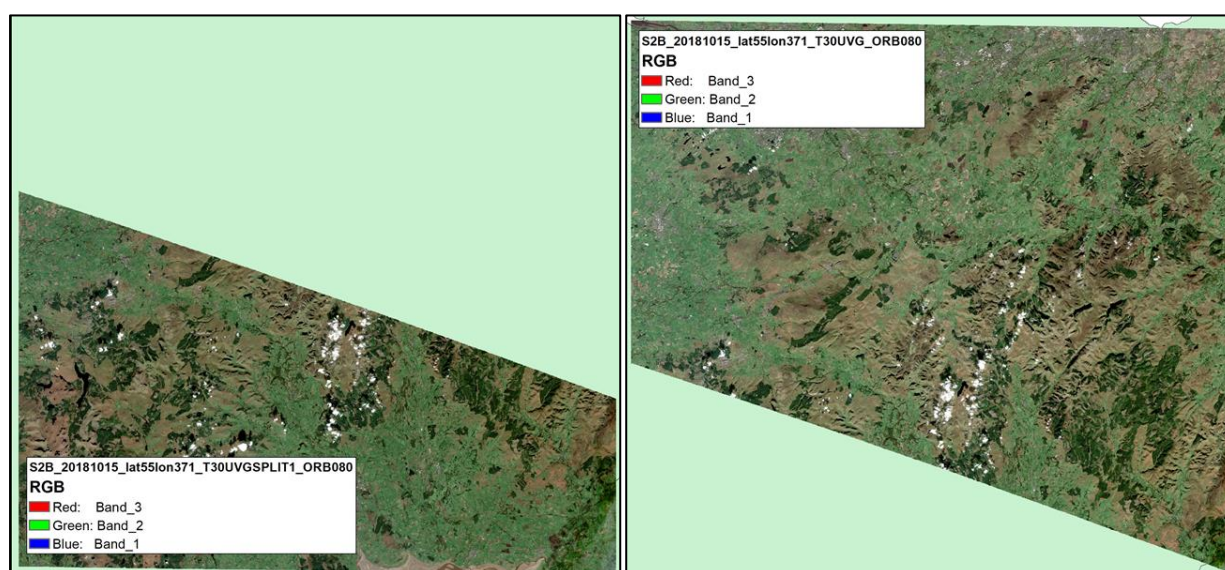 S2B_20181015_lat55lon371_T30UVGSPLIT1_ORB080
RGB
Red: Band_3
Green: Band_2
Blue: Band_1
S2B_20181015_lat55lon371_T30UVG_ORB080
RGB
Red: Band_3
Green: Band_2
Blue: Band_1